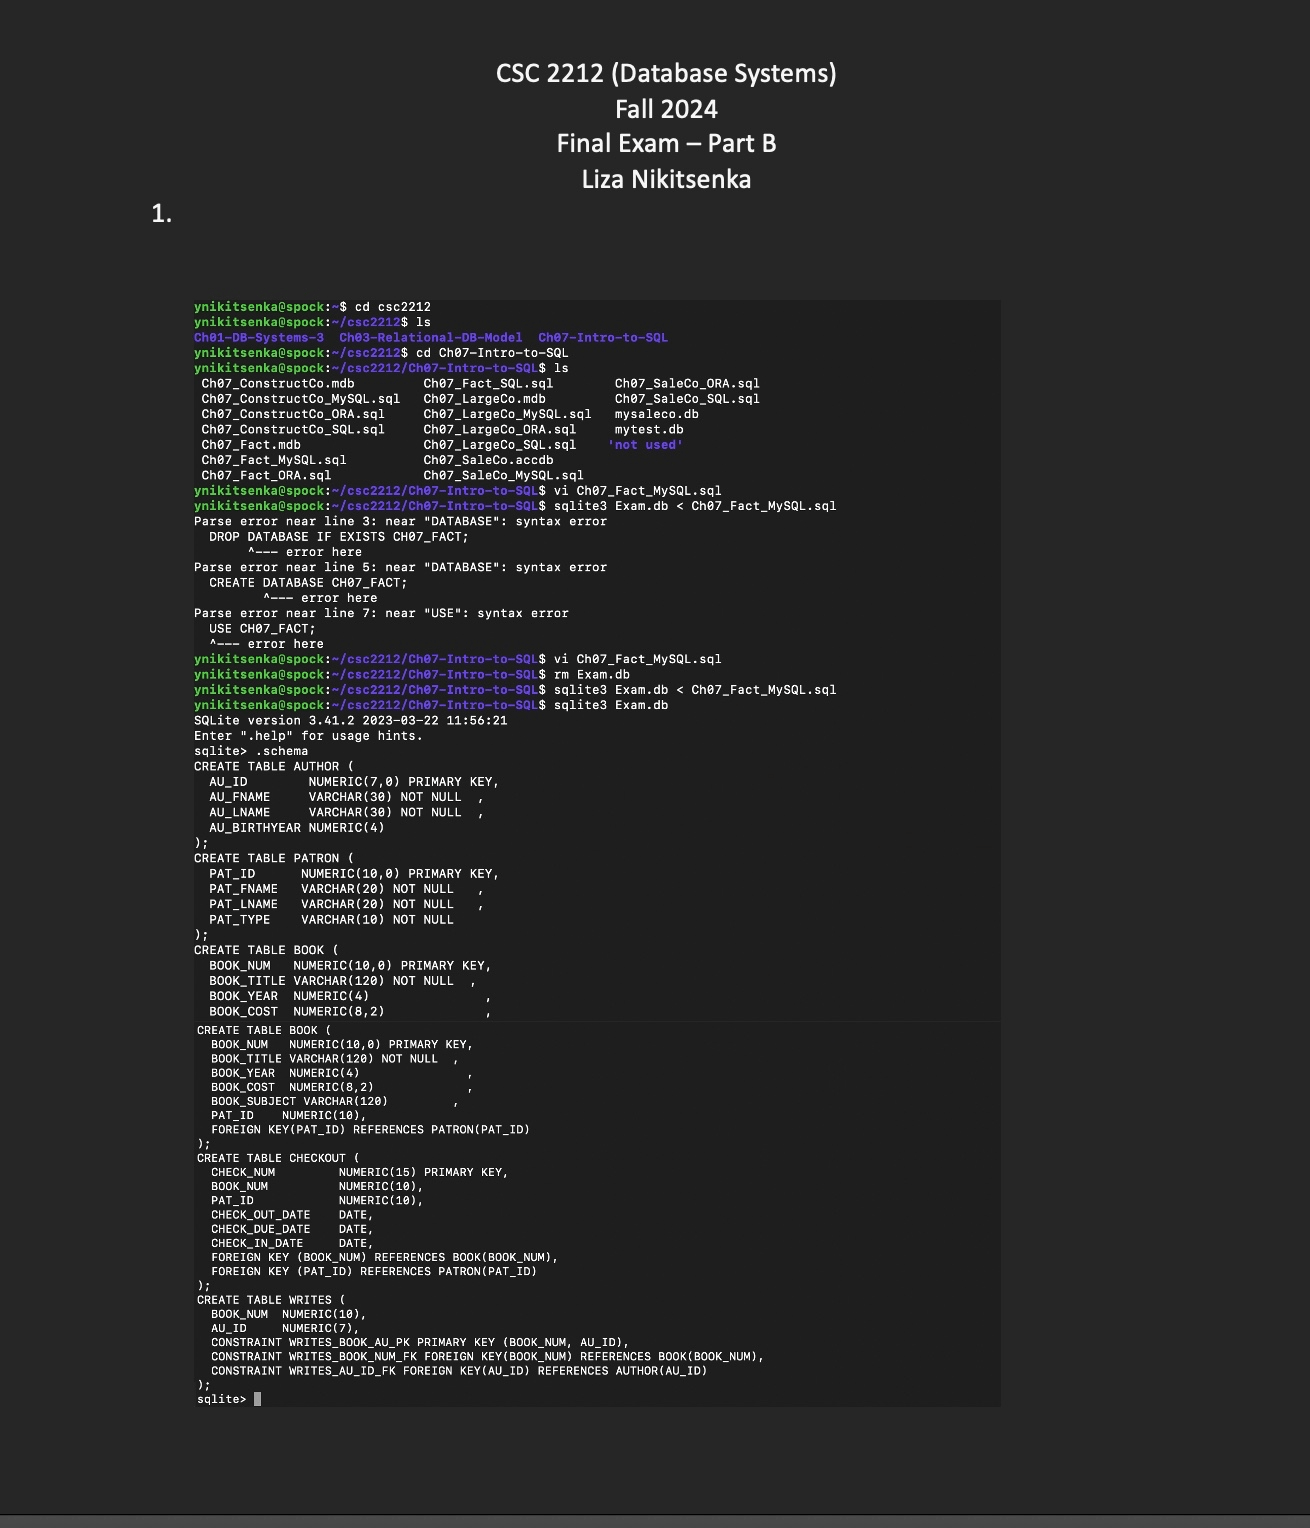 CSC 2212 (Database Systems)
Fall 2024
Final Exam – Part B
Liza Nikitsenka
1.
ynikitsenka@spock:~$ cd csc2212
ynikitsenka@spock:~/csc2212$ ls
Ch01-DB-Systems-3  Ch03-Relational-DB-Model  Ch07-Intro-to-SQL
ynikitsenka@spock:~/csc2212$ cd Ch07-Intro-to-SQL
ynikitsenka@spock:~/csc2212/Ch07-Intro-to-SQL$ ls
Ch07_ConstructCo.mdb         Ch07_Fact_SQL.sql        Ch07_SaleCo_ORA.sql
Ch07_ConstructCo_MySQL.sql   Ch07_LargeCo.mdb         Ch07_SaleCo_SQL.sql
Ch07_ConstructCo_ORA.sql     Ch07_LargeCo_MySQL.sql   mysaleco.db
Ch07_ConstructCo_SQL.sql     Ch07_LargeCo_ORA.sql     mytest.db
Ch07_Fact.mdb                Ch07_LargeCo_SQL.sql    'not used'
Ch07_Fact_MySQL.sql          Ch07_SaleCo.accdb
Ch07_Fact_ORA.sql            Ch07_SaleCo_MySQL.sql
ynikitsenka@spock:~/csc2212/Ch07-Intro-to-SQL$ vi Ch07_Fact_MySQL.sql
ynikitsenka@spock:~/csc2212/Ch07-Intro-to-SQL$ sqlite3 Exam.db < Ch07_Fact_MySQL.sql
Parse error near line 3: near "DATABASE": syntax error
  DROP DATABASE IF EXISTS CH07_FACT;
       ^--- error here
Parse error near line 5: near "DATABASE": syntax error
  CREATE DATABASE CH07_FACT;
         ^--- error here
Parse error near line 7: near "USE": syntax error
  USE CH07_FACT;
  ^--- error here
ynikitsenka@spock:~/csc2212/Ch07-Intro-to-SQL$ vi Ch07_Fact_MySQL.sql
ynikitsenka@spock:~/csc2212/Ch07-Intro-to-SQL$ rm Exam.db
ynikitsenka@spock:~/csc2212/Ch07-Intro-to-SQL$ sqlite3 Exam.db < Ch07_Fact_MySQL.sql
ynikitsenka@spock:~/csc2212/Ch07-Intro-to-SQL$ sqlite3 Exam.db
SQLite version 3.41.2 2023-03-22 11:56:21
Enter ".help" for usage hints.
sqlite> .schema
CREATE TABLE AUTHOR (
  AU_ID        NUMERIC(7,0) PRIMARY KEY,
  AU_FNAME     VARCHAR(30) NOT NULL  ,
  AU_LNAME     VARCHAR(30) NOT NULL  ,
  AU_BIRTHYEAR NUMERIC(4)
);
CREATE TABLE PATRON (
  PAT_ID      NUMERIC(10,0) PRIMARY KEY,
  PAT_FNAME   VARCHAR(20) NOT NULL   ,
  PAT_LNAME   VARCHAR(20) NOT NULL   ,
  PAT_TYPE    VARCHAR(10) NOT NULL
);
CREATE TABLE BOOK (
  BOOK_NUM   NUMERIC(10,0) PRIMARY KEY,
  BOOK_TITLE VARCHAR(120) NOT NULL  ,
  BOOK_YEAR  NUMERIC(4)               ,
  BOOK_COST  NUMERIC(8,2)             ,
CREATE TABLE BOOK (
  BOOK_NUM   NUMERIC(10,0) PRIMARY KEY,
  BOOK_TITLE VARCHAR(120) NOT NULL  ,
  BOOK_YEAR  NUMERIC(4)               ,
  BOOK_COST  NUMERIC(8,2)             ,
  BOOK_SUBJECT VARCHAR(120)         ,
  PAT_ID    NUMERIC(10),
  FOREIGN KEY(PAT_ID) REFERENCES PATRON(PAT_ID)
);
CREATE TABLE CHECKOUT (
  CHECK_NUM         NUMERIC(15) PRIMARY KEY,
  BOOK_NUM          NUMERIC(10),
  PAT_ID            NUMERIC(10),
  CHECK_OUT_DATE    DATE,
  CHECK_DUE_DATE    DATE,
  CHECK_IN_DATE     DATE,
  FOREIGN KEY (BOOK_NUM) REFERENCES BOOK(BOOK_NUM),
  FOREIGN KEY (PAT_ID) REFERENCES PATRON(PAT_ID)
);
CREATE TABLE WRITES (
  BOOK_NUM  NUMERIC(10),
  AU_ID     NUMERIC(7),
  CONSTRAINT WRITES_BOOK_AU_PK PRIMARY KEY (BOOK_NUM, AU_ID),
  CONSTRAINT WRITES_BOOK_NUM_FK FOREIGN KEY(BOOK_NUM) REFERENCES BOOK(BOOK_NUM),
  CONSTRAINT WRITES_AU_ID_FK FOREIGN KEY(AU_ID) REFERENCES AUTHOR(AU_ID)
);
sqlite>